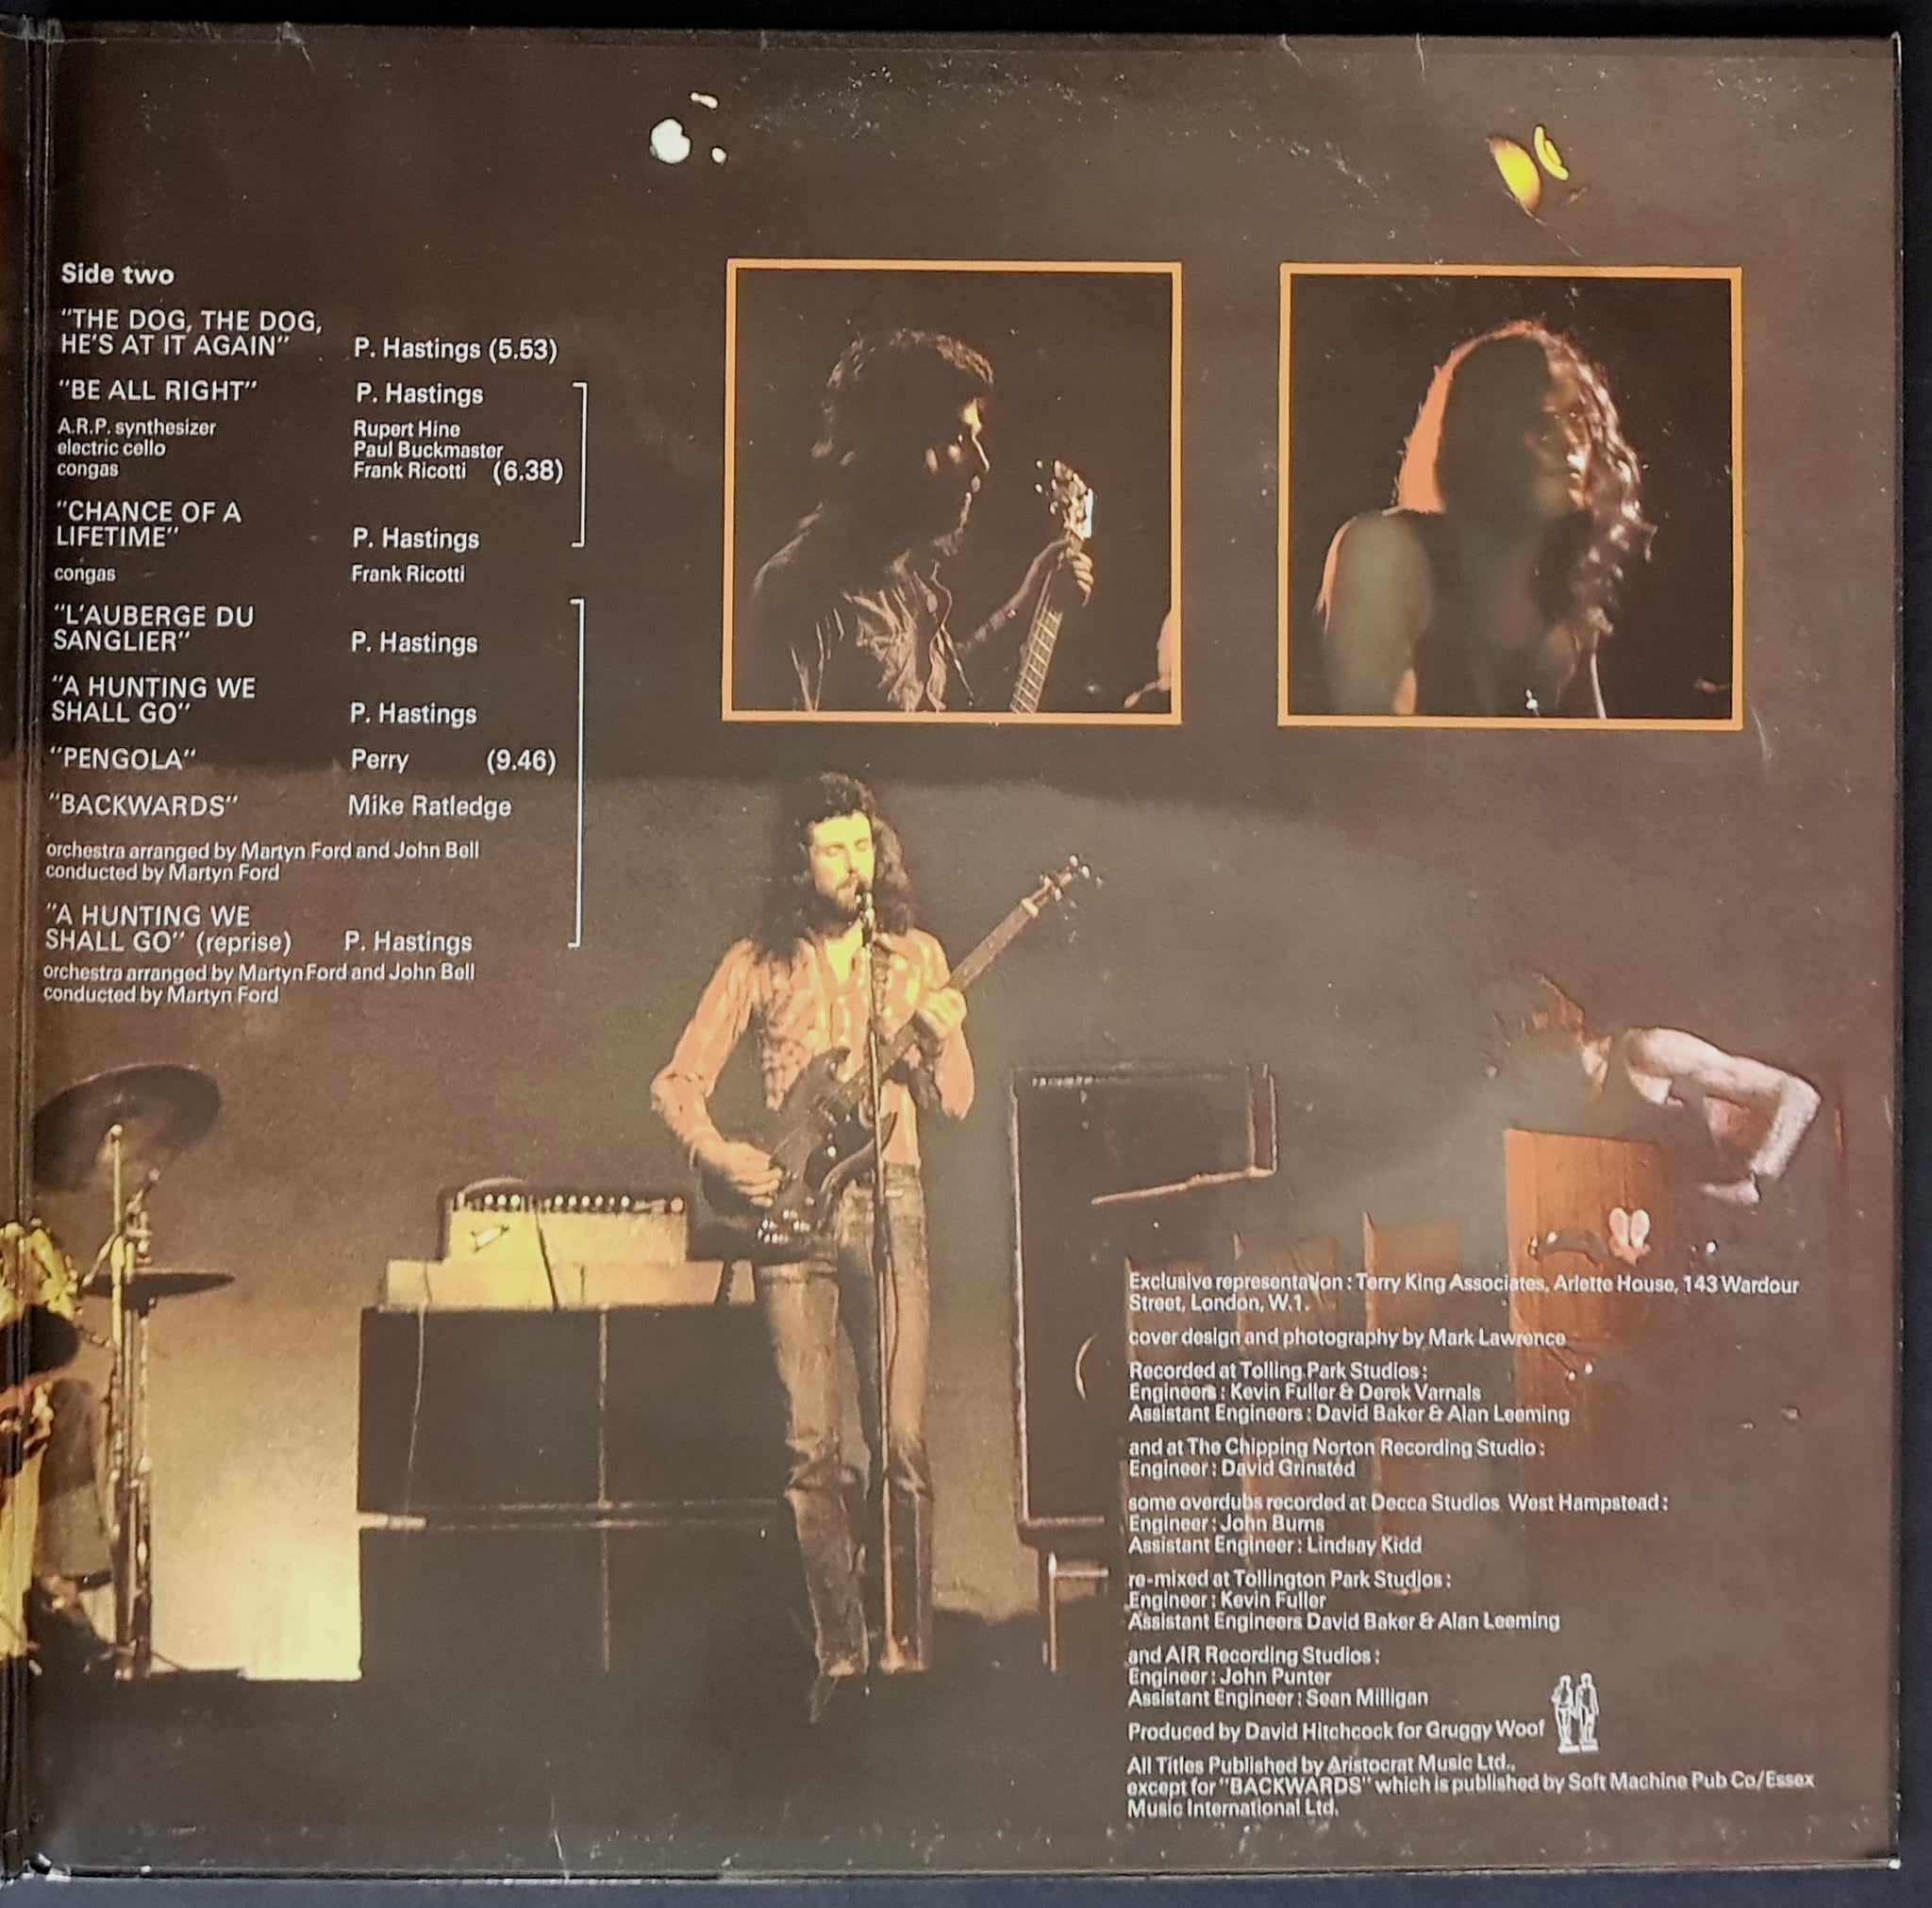 Side two
"THE DOG, THE DOG,
HE'S AT IT AGAIN" P. Hastings (5.53)
"BE ALL RIGHT" P. Hastings
A.R.P. synthesizer Rupert Hine
electric cello Paul Buckmaster
congas Frank Ricotti (6.38)
"CHANCE OF A
LIFETIME" P. Hastings
congas Frank Ricotti
"L'AUBERGE DU
SANGLIER" P. Hastings
"A HUNTING WE
SHALL GO" P. Hastings
"PENGOLA" Perry (9.46)
"BACKWARDS" Mike Ratledge
orchestra arranged by Martyn Ford and John Bell
conducted by Martyn Ford
"A HUNTING WE
SHALL GO" (reprise) P. Hastings
orchestra arranged by Martyn Ford and John Bell
conducted by Martyn Ford
Exclusive representation : Terry King Associates, Arlette House, 143 Wardour
Street, London, W.1.
cover design and photography by Mark Lawrence
Recorded at Tolling Park Studios :
Engineers : Kevin Fuller & Derek Varnals
Assistant Engineers : David Baker & Alan Leeming
and at The Chipping Norton Recording Studio :
Engineer : David Grinsted
some overdubs recorded at Decca Studios West Hampstead :
Engineer : John Burns
Assistant Engineer : Lindsay Kidd
re-mixed at Tollington Park Studios :
Engineer : Kevin Fuller
Assistant Engineers David Baker & Alan Leeming
and AIR Recording Studios :
Engineer : John Punter
Assistant Engineer : Sean Milligan
Produced by David Hitchcock for Gruggy Woof
All Titles Published by Aristocrat Music Ltd.,
except for "BACKWARDS" which is published by Soft Machine Pub Co/Essex
Music International Ltd.